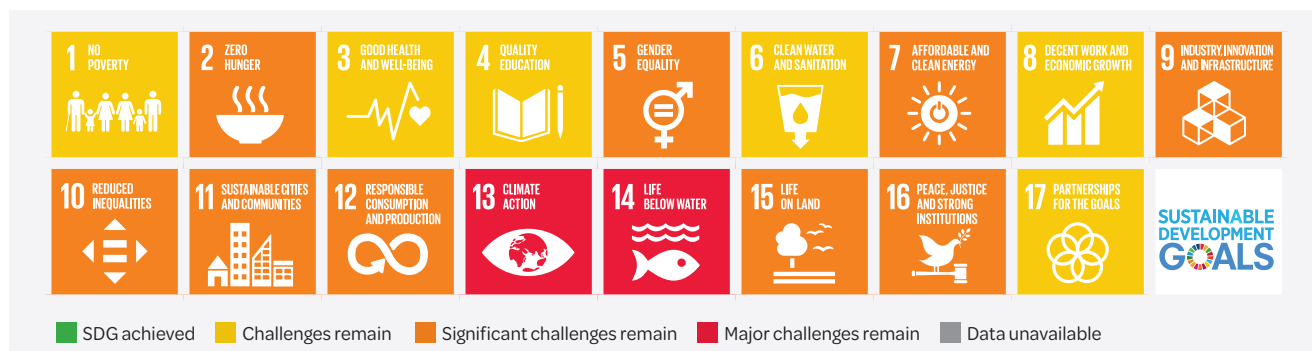 1 NO POVERTY
2 ZERO HUNGER
3 GOOD HEALTH AND WELL-BEING
4 QUALITY EDUCATION
5 GENDER EQUALITY
6 CLEAN WATER AND SANITATION
7 AFFORDABLE AND CLEAN ENERGY
8 DECENT WORK AND ECONOMIC GROWTH
9 INDUSTRY, INNOVATION AND INFRASTRUCTURE
10 REDUCED INEQUALITIES
11 SUSTAINABLE CITIES AND COMMUNITIES
12 RESPONSIBLE CONSUMPTION AND PRODUCTION
13 CLIMATE ACTION
14 LIFE BELOW WATER
15 LIFE ON LAND
16 PEACE, JUSTICE AND STRONG INSTITUTIONS
17 PARTNERSHIPS FOR THE GOALS
SUSTAINABLE
DEVELOPMENT
GOALS
SDG achieved
Challenges remain
Significant challenges remain
Major challenges remain
Data unavailable